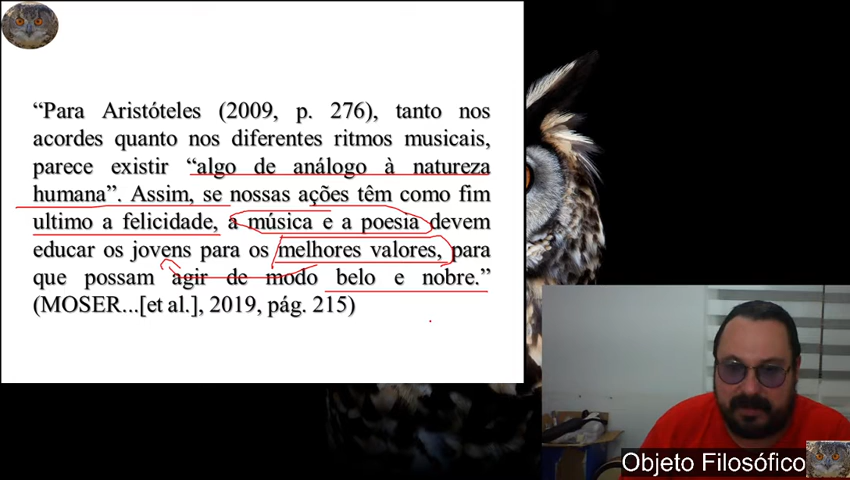 “Para Aristóteles (2009, p. 276), tanto nos
acordes quanto nos diferentes ritmos musicais,
parece existir “algo de análogo à natureza
humana”. Assim, se nossas ações têm como fim
ultimo a felicidade, a música e a poesia devem
educar os jovens para os melhores valores, para
que possam agir de modo belo e nobre.”
(MOSER...[et al.], 2019, pág. 215)
Objeto Filosófico